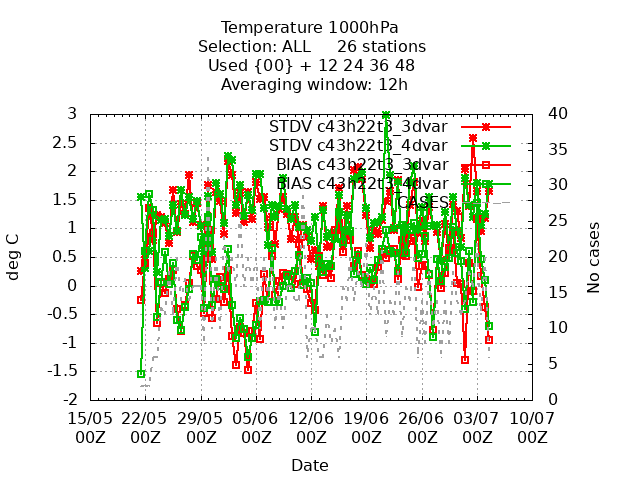 Temperature 1000hPa
Selection: ALL 26 stations
Used {00} + 12 24 36 48
Averaging window: 12h
STDV c43h22t3_3dvar
STDV c43h22t3_4dvar
BIAS c43h22t3_3dvar
BIAS c43h22t3_4dvar
CASES
3
2.5
2
1.5
1
0.5
0
-0.5
-1
-1.5
-2
deg C
40
35
30
25
20
15
10
5
0
No cases
15/05 22/05 29/05 05/06 12/06 19/06 26/06 03/07 10/07
00Z 00Z 00Z 00Z 00Z 00Z 00Z 00Z 00Z
Date